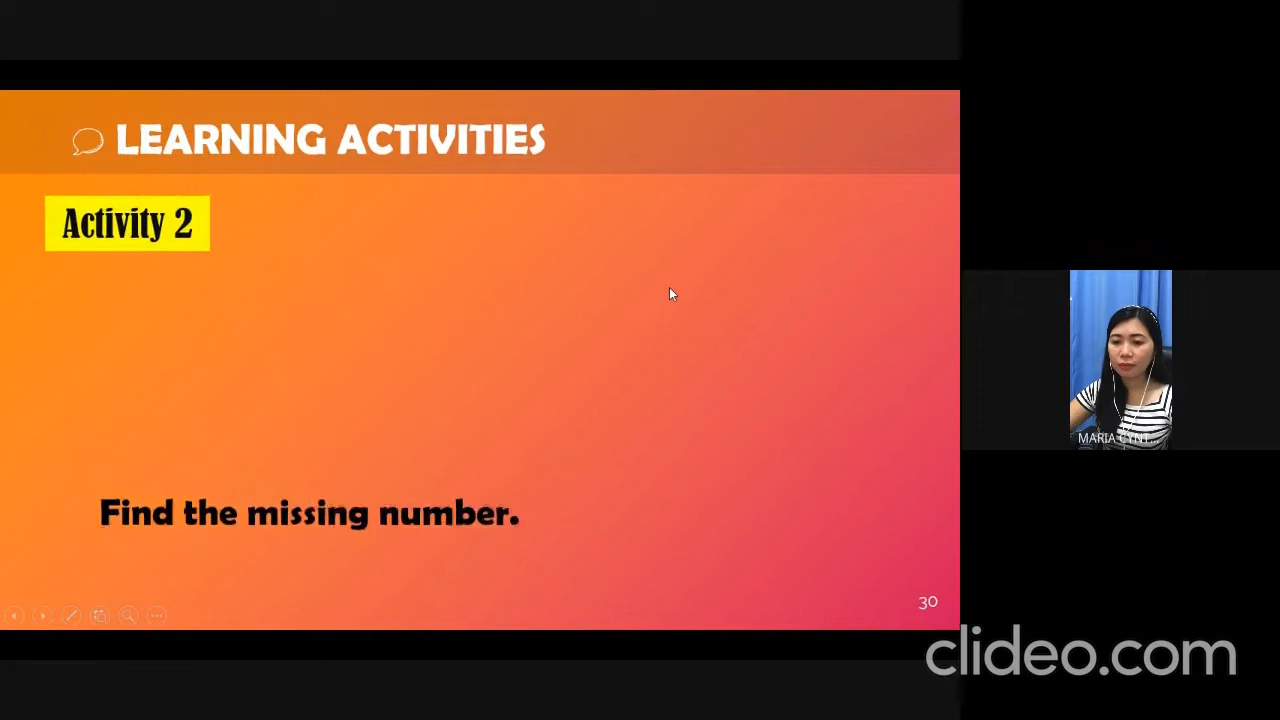 LEARNING ACTIVITIES
Activity 2
Find the missing number.
30
MARIA CYNT...
clideo.com